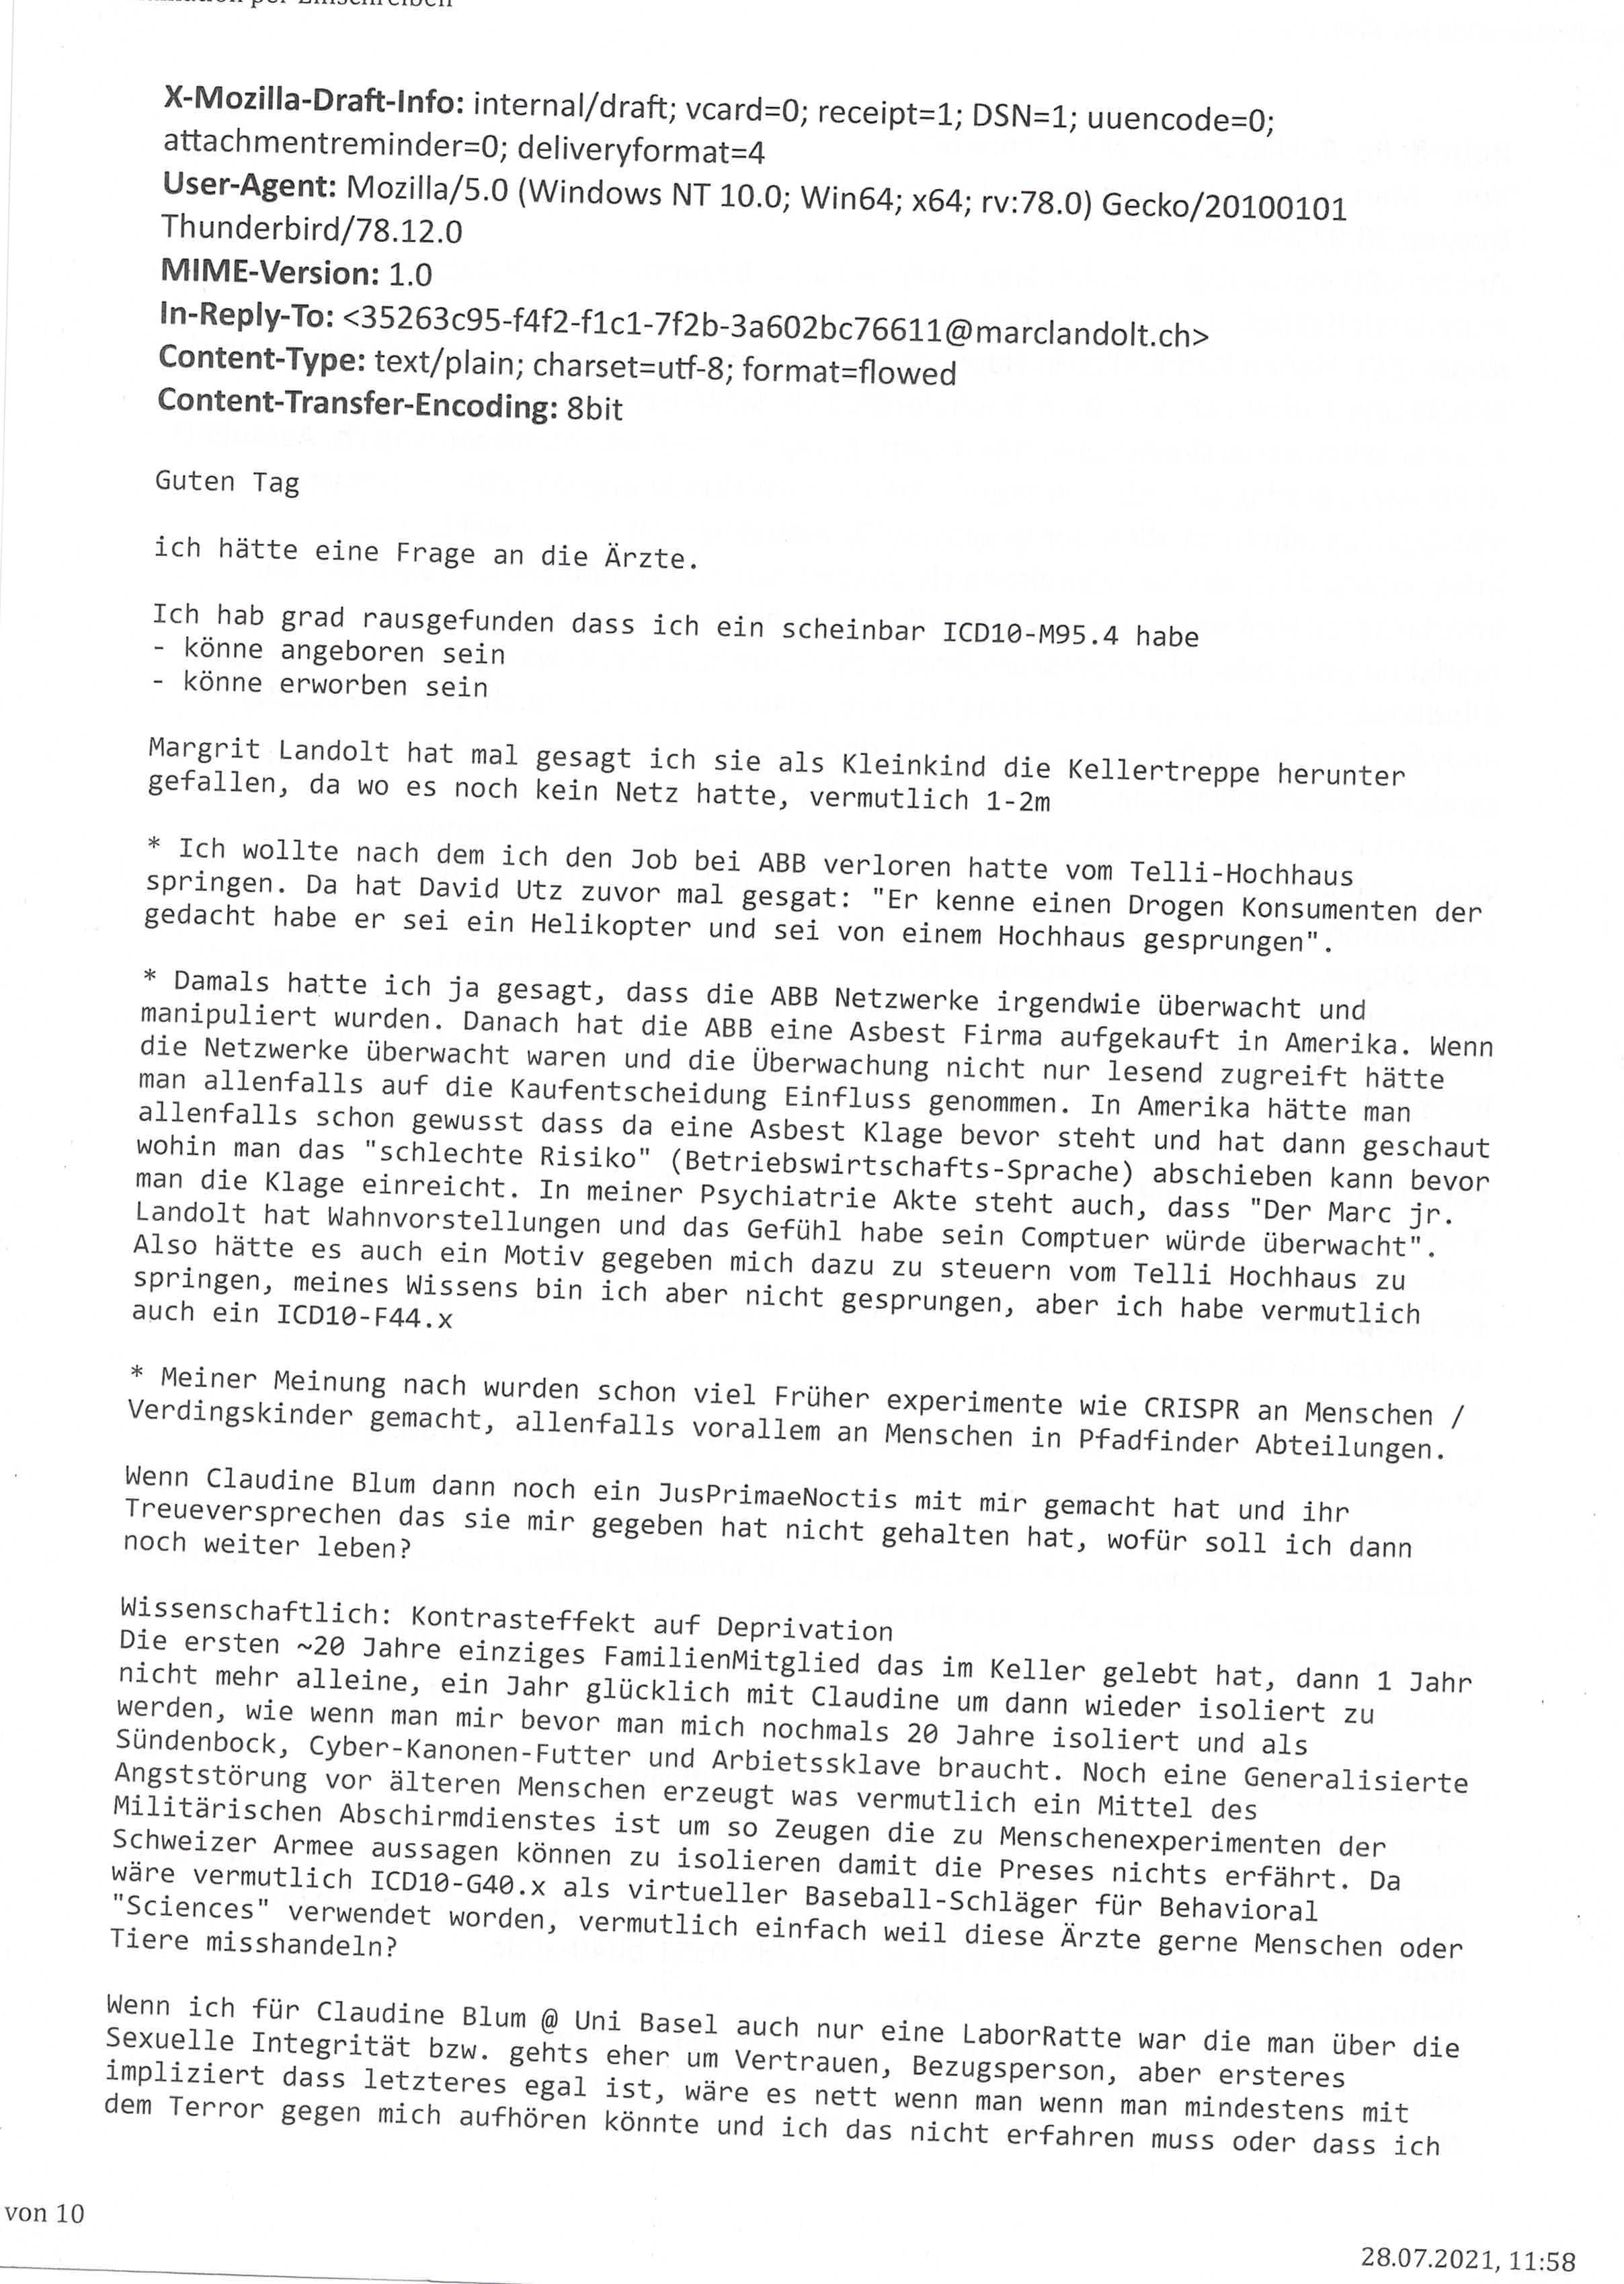 per Einschreiben
X-Mozilla-Draft-Info: internal/draft; vcard=0; receipt=1; DSN=1; uuencode=0;
attachmentreminder=0; deliveryformat=4
User-Agent: Mozilla/5.0 (Windows NT 10.0; Win64; x64; rv:78.0) Gecko/20100101
Thunderbird/78.12.0
MIME-Version: 1.0
In-Reply-To: <35263c95-f4f2-f1c1-7f2b-3a602bc76611@marclandolt.ch>
Content-Type: text/plain; charset=utf-8; format=flowed
Content-Transfer-Encoding: 8bit
Guten Tag
ich hätte eine Frage an die Ärzte.
Ich hab grad rausgefunden dass ich ein scheinbar ICD10-M95.4 habe
- könne angeboren sein
- könne erworben sein
Margrit Landolt hat mal gesagt ich sie als Kleinkind die Kellertreppe herunter
gefallen, da wo es noch kein Netz hatte, vermutlich 1-2m
* Ich wollte nach dem ich den Job bei ABB verloren hatte vom Telli-Hochhaus
springen. Da hat David Utz zuvor mal gesgat: "Er kenne einen Drogen Konsumenten der
gedacht habe er sei ein Helikopter und sei von einem Hochhaus gesprungen".
* Damals hatte ich ja gesagt, dass die ABB Netzwerke irgendwie überwacht und
manipuliert wurden. Danach hat die ABB eine Asbest Firma aufgekauft in Amerika. Wenn
die Netzwerke überwacht waren und die Überwachung nicht nur lesend zugreift hätte
man allenfalls auf die Kaufentscheidung Einfluss genommen. In Amerika hätte man
allenfalls schon gewusst dass da eine Asbest Klage bevor steht und hat dann geschaut
wohin man das "schlechte Risiko" (Betriebswirtschafts-Sprache) abschieben kann bevor
man die Klage einreicht. In meiner Psychiatrie Akte steht auch, dass "Der Marc jr.
Landolt hat Wahnvorstellungen und das Gefühl habe sein Comptuer würde überwacht".
Also hätte es auch ein Motiv gegeben mich dazu zu steuern vom Telli Hochhaus zu
springen, meines Wissens bin ich aber nicht gesprungen, aber ich habe vermutlich
auch ein ICD10-F44.x
* Meiner Meinung nach wurden schon viel Früher experimente wie CRISPR an Menschen /
Verdingskinder gemacht, allenfalls vorallem an Menschen in Pfadfinder Abteilungen.
Wenn Claudine Blum dann noch ein JusPrimaeNoctis mit mir gemacht hat und ihr
Treueversprechen das sie mir gegeben hat nicht gehalten hat, wofür soll ich dann
noch weiter leben?
Wissenschaftlich: Kontrasteffekt auf Deprivation
Die ersten ~20 Jahre einziges FamilienMitglied das im Keller gelebt hat, dann 1 Jahr
nicht mehr alleine, ein Jahr glücklich mit Claudine um dann wieder isoliert zu
werden, wie wenn man mir bevor man mich nochmals 20 Jahre isoliert und als
Sündenbock, Cyber-Kanonen-Futter und Arbietssklave braucht. Noch eine Generalisierte
Angststörung vor älteren Menschen erzeugt was vermutlich ein Mittel des
Militärischen Abschirmdienstes ist um so Zeugen die zu Menschenexperimenten der
Schweizer Armee aussagen können zu isolieren damit die Preses nichts erfährt. Da
wäre vermutlich ICD10-G40.x als virtueller Baseball-Schläger für Behavioral
"Sciences" verwendet worden, vermutlich einfach weil diese Ärzte gerne Menschen oder
Tiere misshandeln?
Wenn ich für Claudine Blum @ Uni Basel auch nur eine LaborRatte war die man über die
Sexuelle Integrität bzw. gehts eher um Vertrauen, Bezugsperson, aber ersteres
impliziert dass letzteres egal ist, wäre es nett wenn man wenn man mindestens mit
dem Terror gegen mich aufhören könnte und ich das nicht erfahren muss oder dass ich
von 10
28.07.2021, 11:58